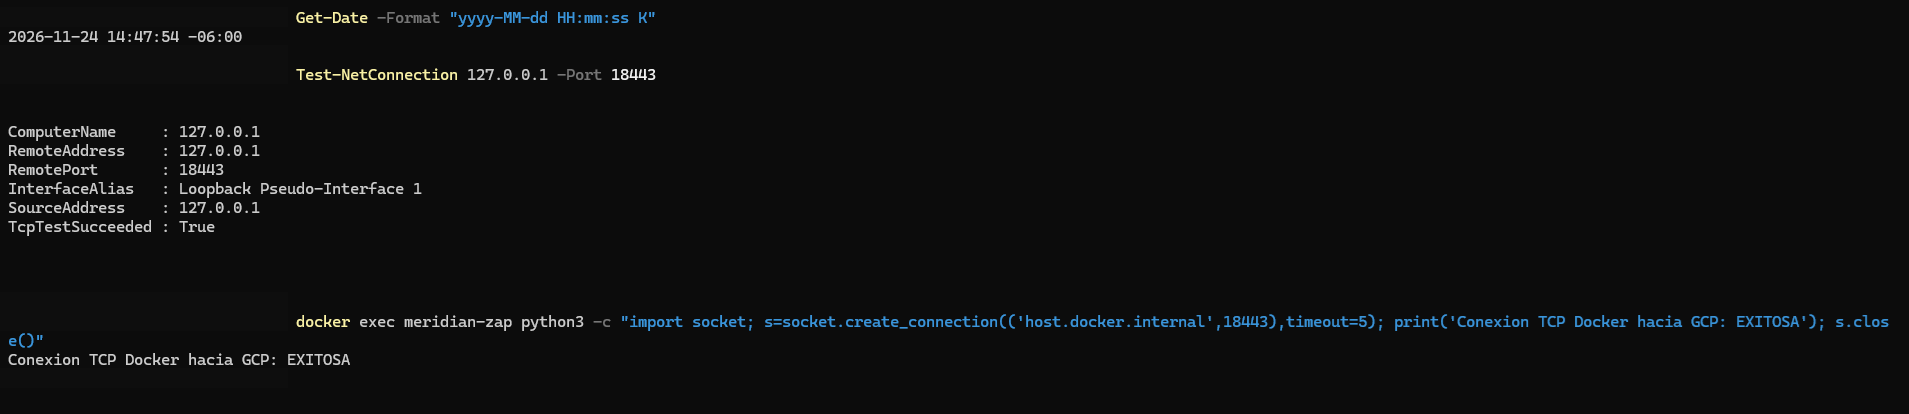 Get-Date -Format "yyyy-MM-dd HH:mm:ss K"
2026-11-24 14:47:54 -06:00
Test-NetConnection 127.0.0.1 -Port 18443
ComputerName     : 127.0.0.1
RemoteAddress    : 127.0.0.1
RemotePort       : 18443
InterfaceAlias   : Loopback Pseudo-Interface 1
SourceAddress    : 127.0.0.1
TcpTestSucceeded : True
docker exec meridian-zap python3 -c "import socket; s=socket.create_connection(('host.docker.internal',18443),timeout=5); print('Conexion TCP Docker hacia GCP: EXITOSA'); s.clos
e()"
Conexion TCP Docker hacia GCP: EXITOSA